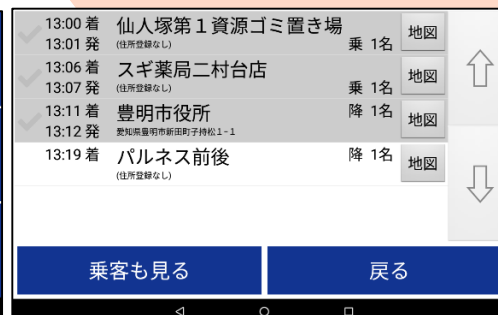 13:00 着 仙人塚第１資源ゴミ置き場 地図
13:01 発 (住所登録なし) 乗 1名
13:06 着 スギ薬局二村台店 地図
13:07 発 (住所登録なし) 乗 1名
13:11 着 豊明市役所 降 1名 地図
13:12 発 愛知県豊明市新田町子持松１−１
13:19 着 パルネス前後 降 1名 地図
(住所登録なし)
乗客も見る 戻る